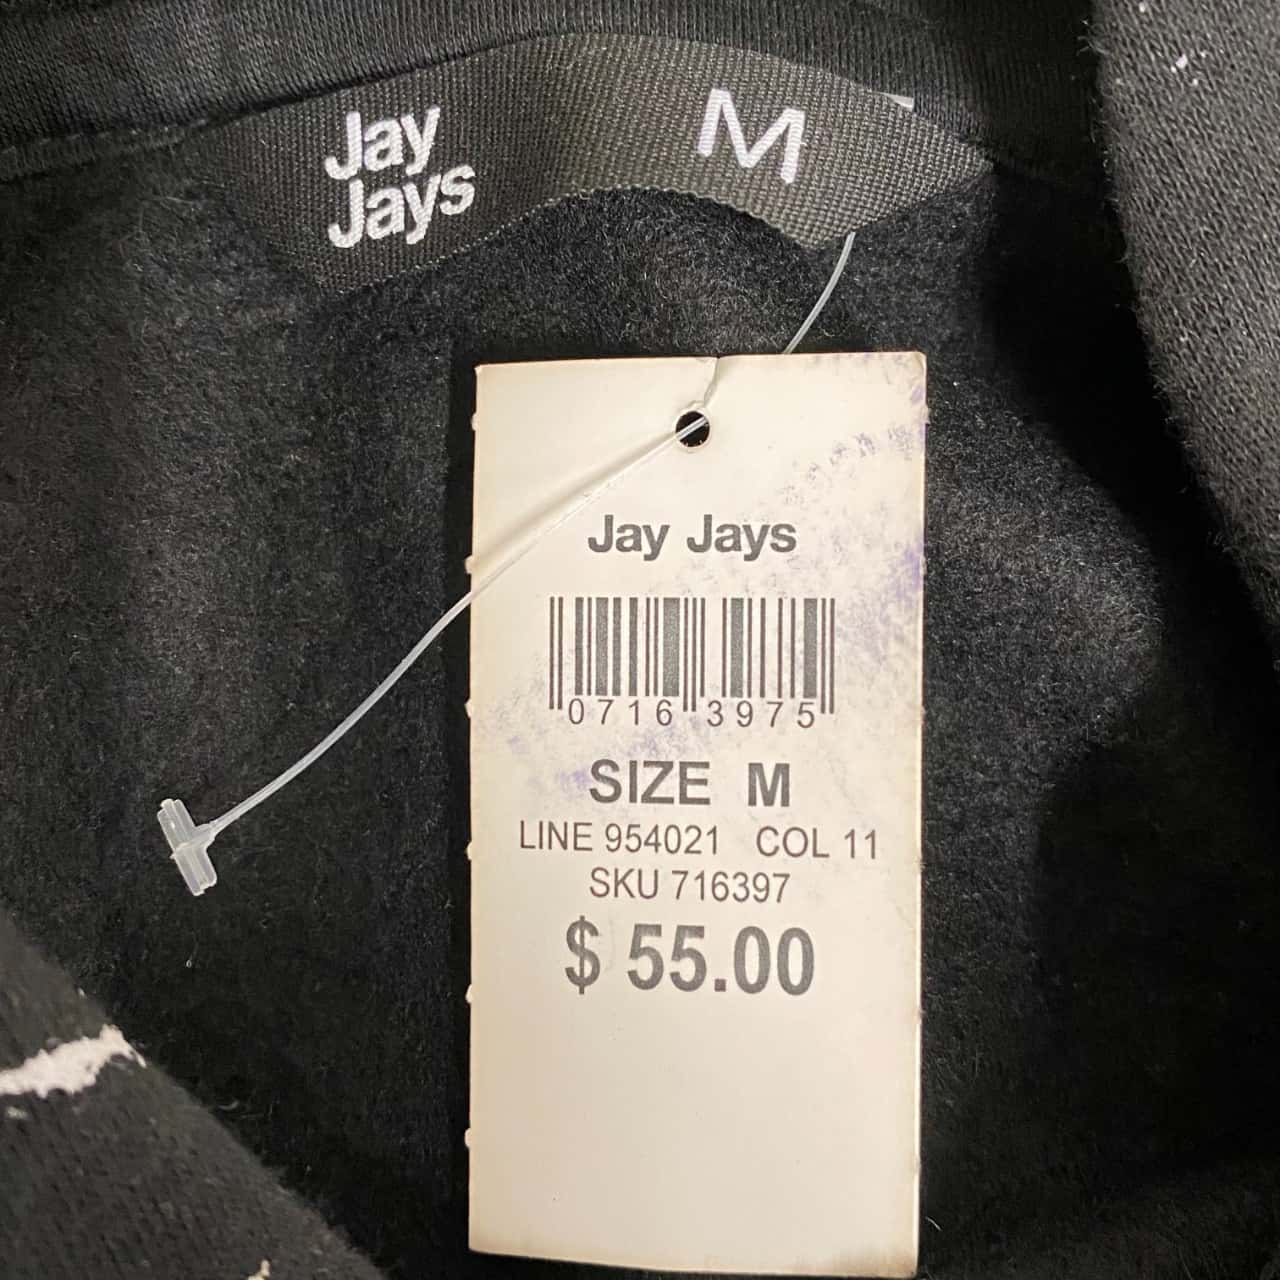 Jay
Jays
M
Jay Jays
0716 3975
SIZE M
LINE 954021 COL 11
SKU 716397
$ 55.00